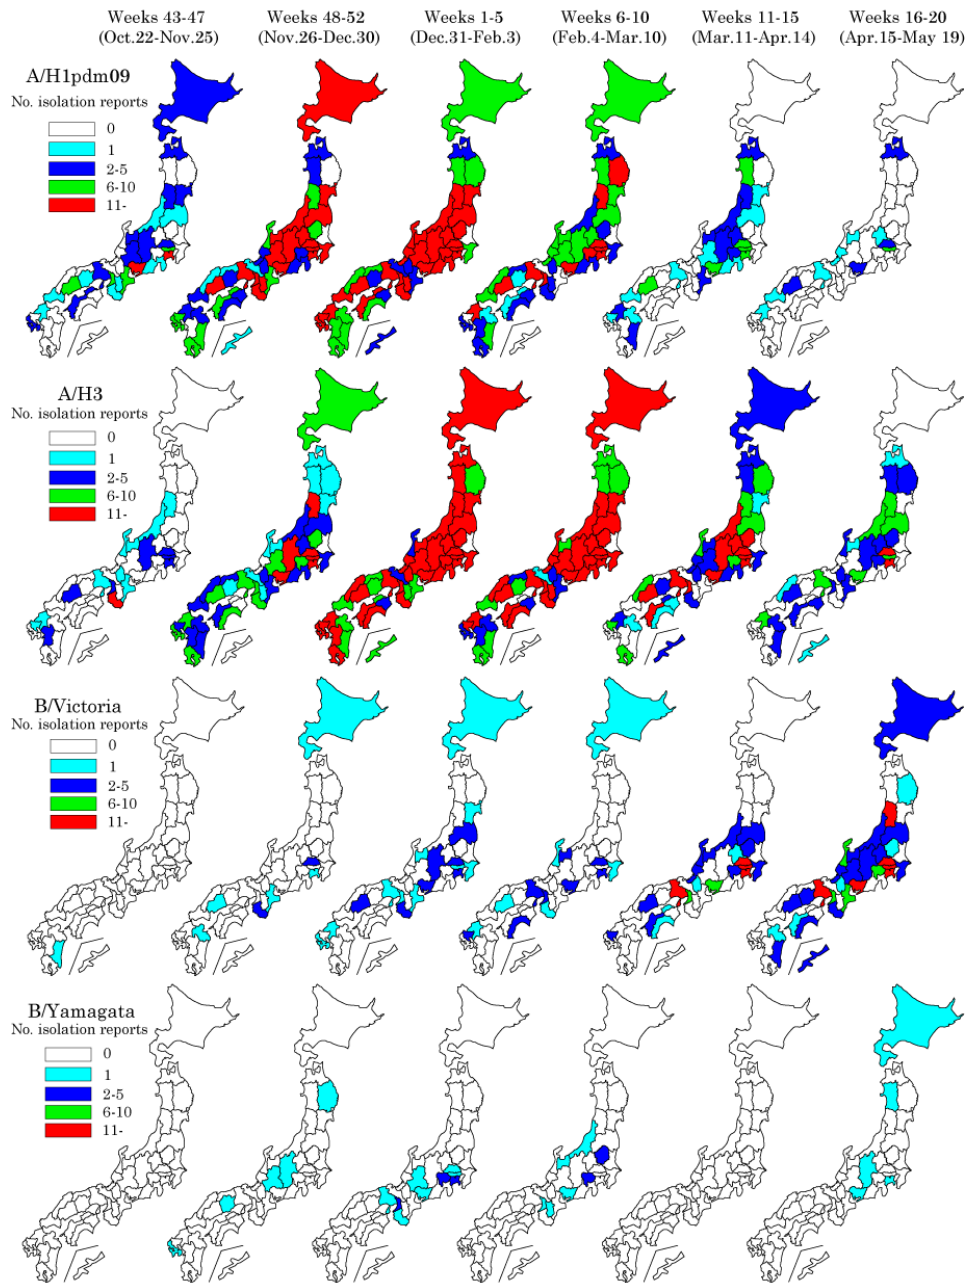 Weeks 43-47 Weeks 48-52 Weeks 1-5 Weeks 6-10 Weeks 11-15 Weeks 16-20
(Oct.22-Nov.25) (Nov.26-Dec.30) (Dec.31-Feb.3) (Feb.4-Mar.10) (Mar.11-Apr.14) (Apr.15-May 19)
A/H1pdm09
No. isolation reports
0
1
2-5
6-10
11-
A/H3
No. isolation reports
0
1
2-5
6-10
11-
B/Victoria
No. isolation reports
0
1
2-5
6-10
11-
B/Yamagata
No. isolation reports
0
1
2-5
6-10
11-